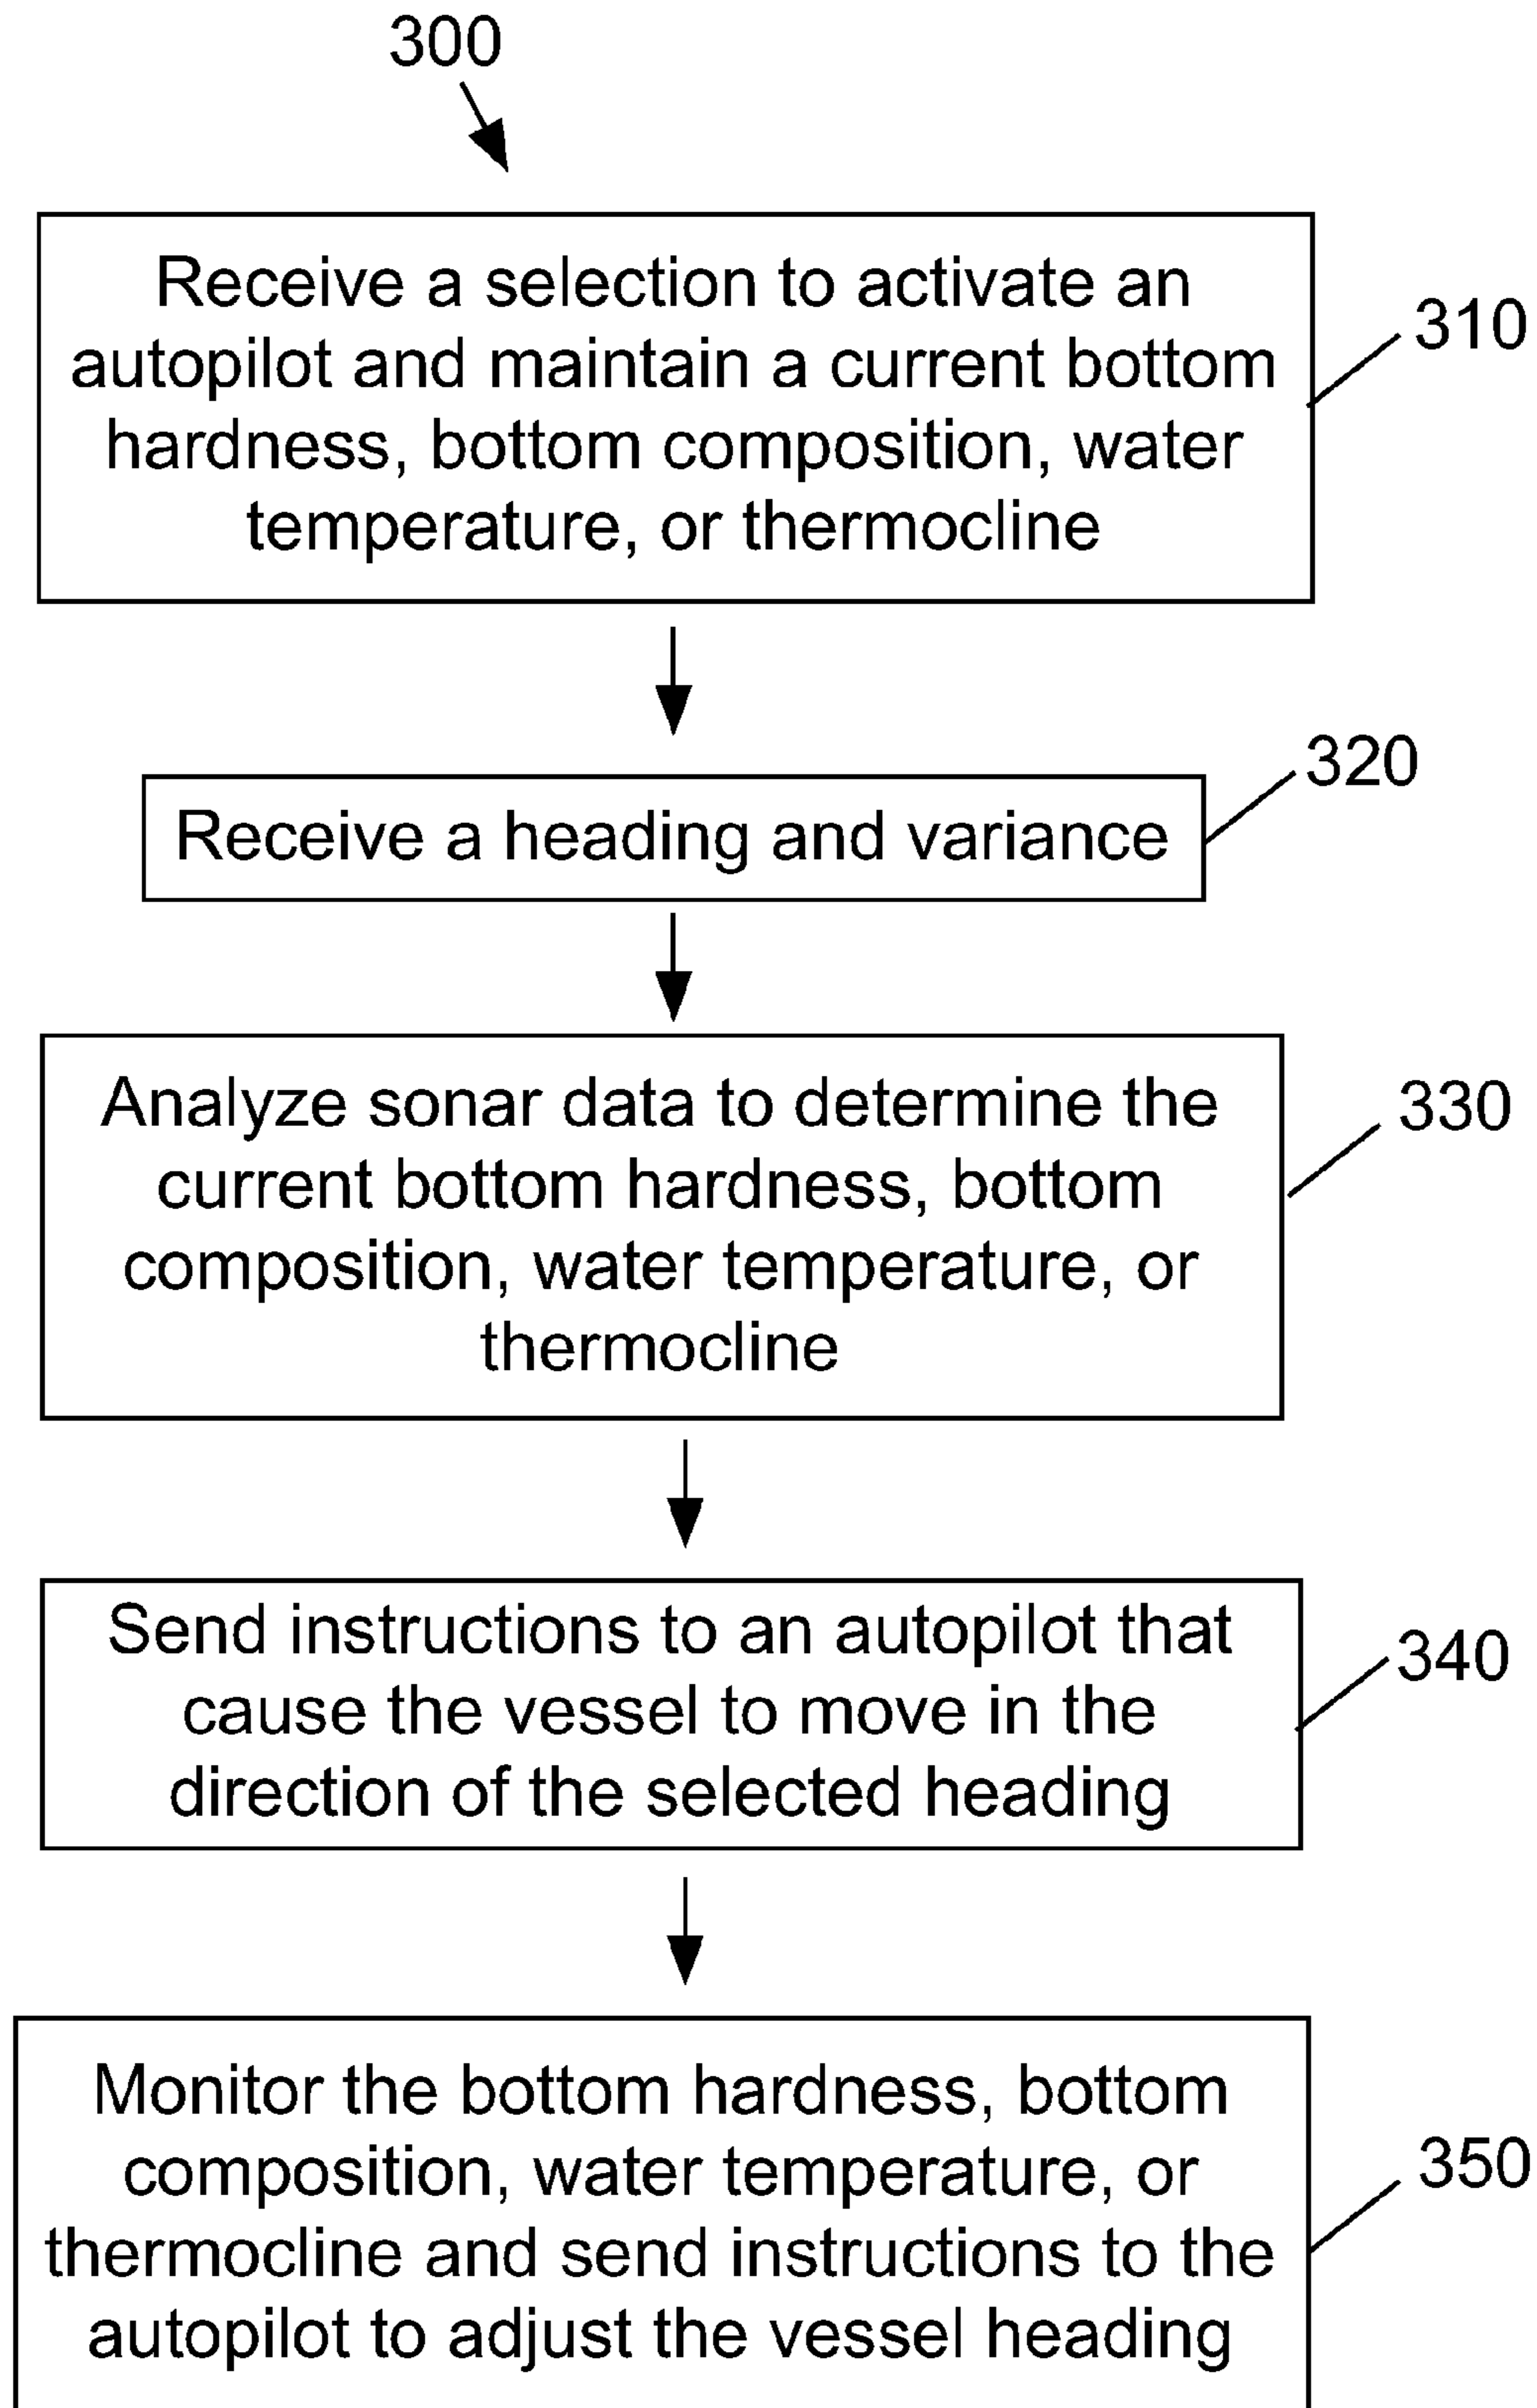 300
Receive a selection to activate an
autopilot and maintain a current bottom
hardness, bottom composition, water
temperature, or thermocline
310
320
Receive a heading and variance
Analyze sonar data to determine the
current bottom hardness, bottom
composition, water temperature, or
thermocline
330
Send instructions to an autopilot that
cause the vessel to move in the
direction of the selected heading
340
Monitor the bottom hardness, bottom
composition, water temperature, or
thermocline and send instructions to the
autopilot to adjust the vessel heading
350